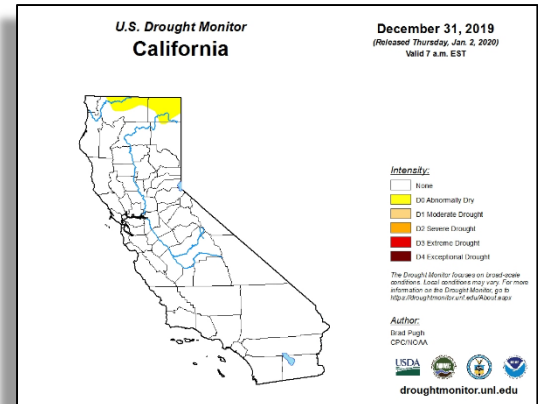 U.S. Drought Monitor
California
December 31, 2019
(Released Thursday, Jan. 2, 2020)
Valid 7 a.m. EST
Intensity:
None
D0 Abnormally Dry
D1 Moderate Drought
D2 Severe Drought
D3 Extreme Drought
D4 Exceptional Drought
The Drought Monitor focuses on broad-scale
conditions. Local conditions may vary. For more
information on the Drought Monitor, go to
https://droughtmonitor.unl.edu/About.aspx
Author:
Brad Pugh
CPC/NOAA
USDA
droughtmonitor.unl.edu